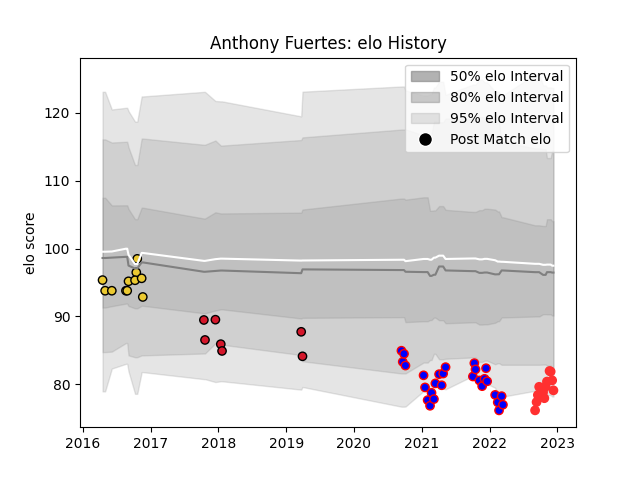 Anthony Fuertes: elo History
50% elo Interval
80% elo Interval
95% elo Interval
Post Match elo
elo score
120
110
100
90
80
2016 2017 2018 2019 2020 2021 2022 2023